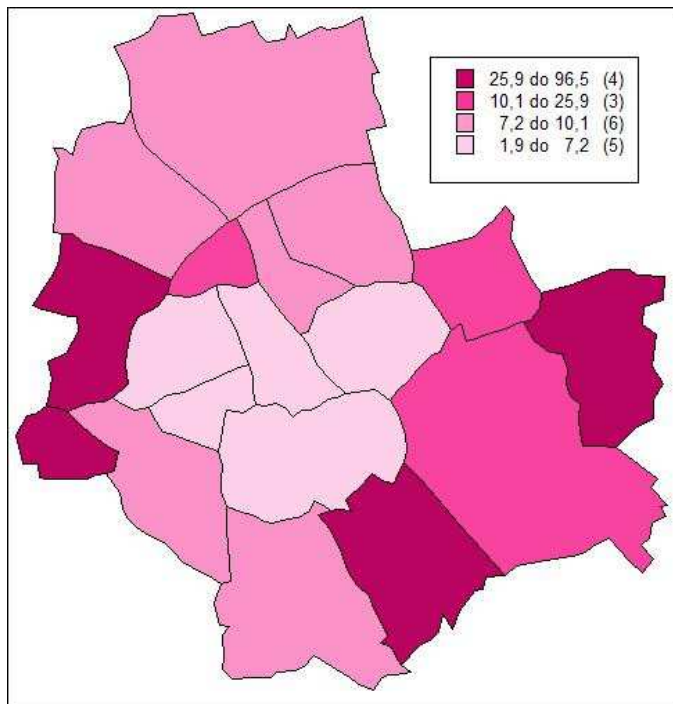 25,9 do 96,5 (4)
10,1 do 25,9 (3)
7,2 do 10,1 (6)
1,9 do 7,2 (5)